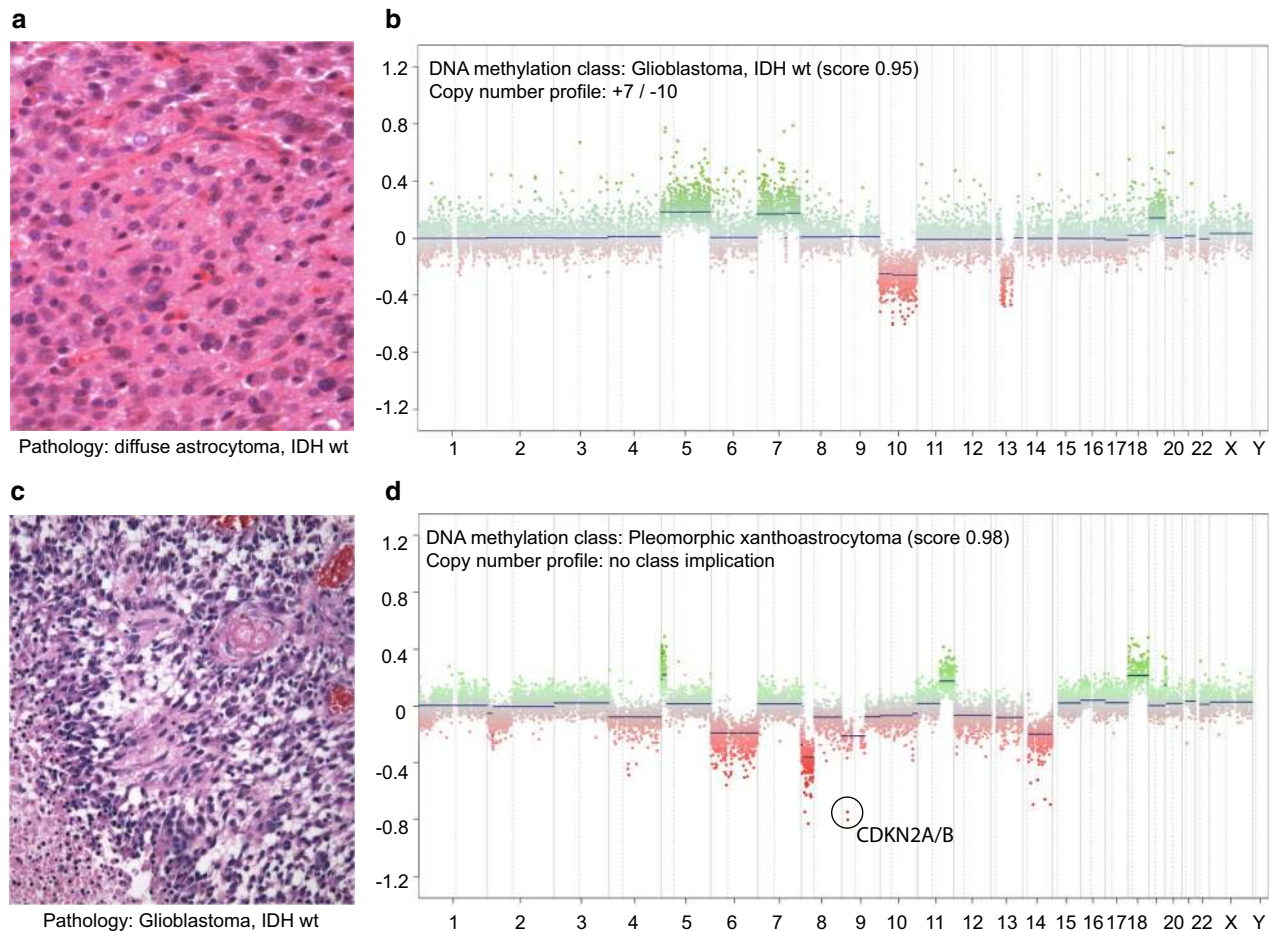 a
b
DNA methylation class: Glioblastoma, IDH wt (score 0.95)
Copy number profile: +7 / -10
1.2
0.8
0.4
0
-0.4
-0.8
-1.2
1 2 3 4 5 6 7 8 9 10 11 12 13 14 15 16 17 18 20 22 X Y
Pathology: diffuse astrocytoma, IDH wt
c
d
DNA methylation class: Pleomorphic xanthoastrocytoma (score 0.98)
Copy number profile: no class implication
1.2
0.8
0.4
0
-0.4
-0.8
-1.2
CDKN2A/B
1 2 3 4 5 6 7 8 9 10 11 12 13 14 15 16 17 18 20 22 X Y
Pathology: Glioblastoma, IDH wt